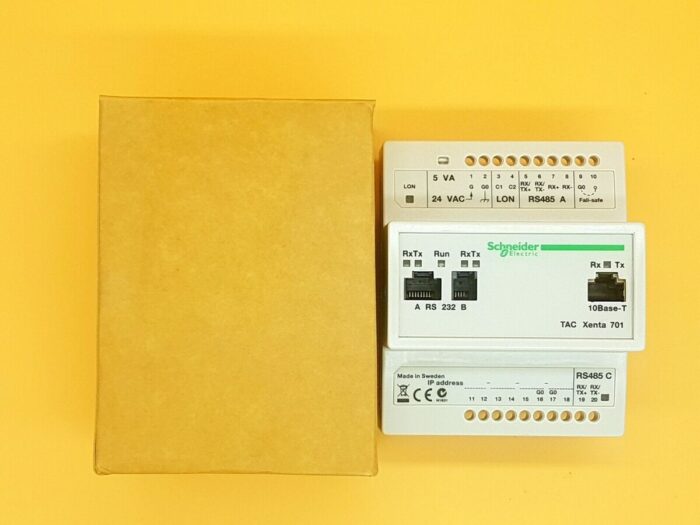 5 VA 1 2 3 4 5 6 7 8 9 10
G G0 C1 C2 RX/TX+ RX/TX- RX+ RX- G0
LON
24 VAC LON RS485 A Fail-safe
Schneider
Electric
RxTx Run RxTx Rx Tx
A RS 232 B
10Base-T
TAC Xenta 701
Made in Sweden
IP address
RS485 C
G0 G0 RX/TX+ RX/TX-
11 12 13 14 15 16 17 18 19 20